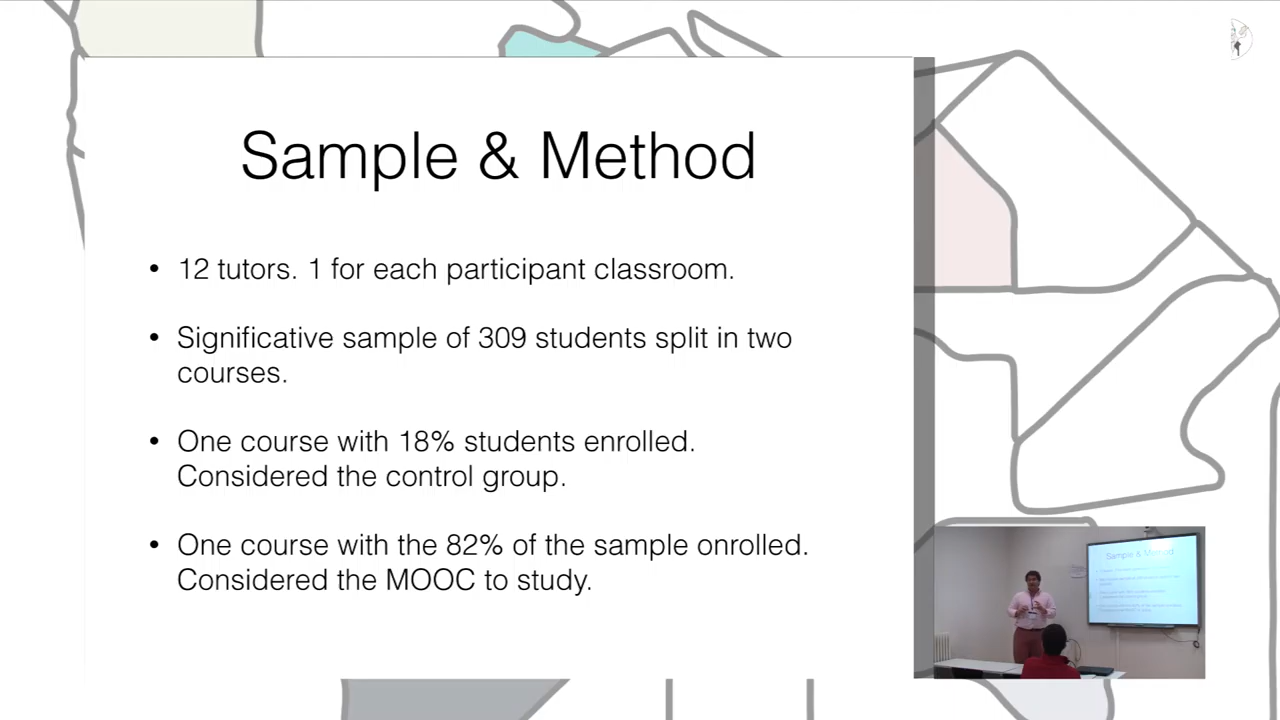 Sample & Method
• 12 tutors. 1 for each participant classroom.
• Significative sample of 309 students split in two
courses.
• One course with 18% students enrolled.
Considered the control group.
• One course with the 82% of the sample onrolled.
Considered the MOOC to study.
Sample & Method